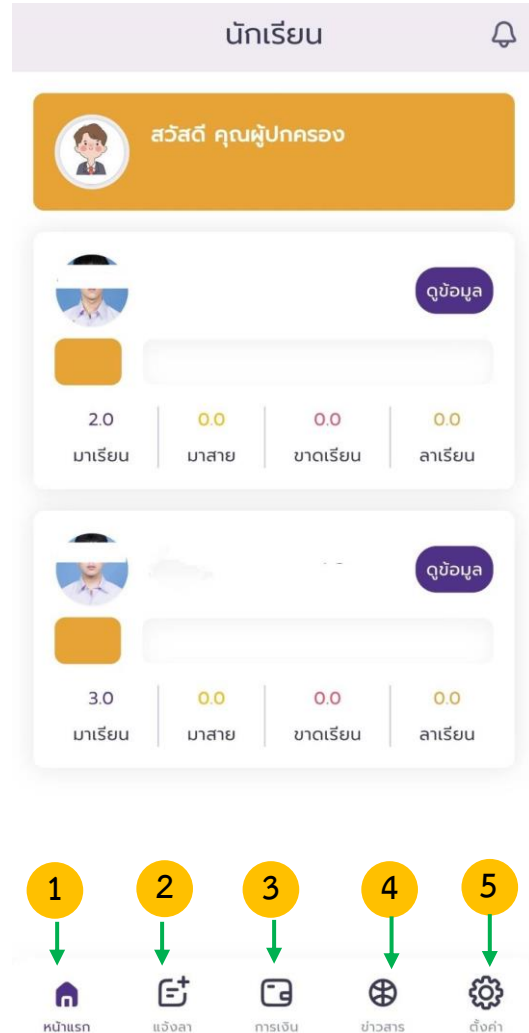 นักเรียน
สวัสดี คุณผู้ปกครอง
ดูข้อมูล
2.0 0.0 0.0 0.0
มาเรียน มาสาย ขาดเรียน ลาเรียน
ดูข้อมูล
3.0 0.0 0.0 0.0
มาเรียน มาสาย ขาดเรียน ลาเรียน
1 2 3 4 5
หน้าแรก แจ้งลา การเงิน ข่าวสาร ตั้งค่า